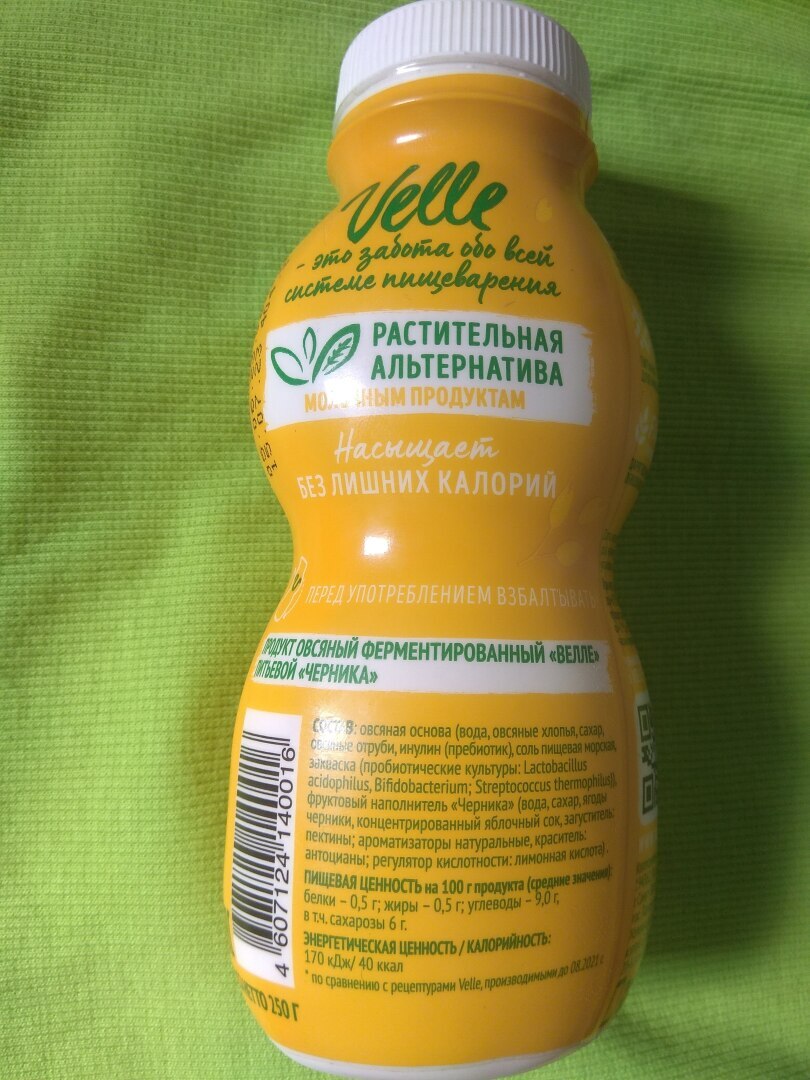 Velle
- это забота обо всей
системе пищеварения
РАСТИТЕЛЬНАЯ
АЛЬТЕРНАТИВА
МОЛОЧНЫМ ПРОДУКТАМ
Насыщает
БЕЗ ЛИШНИХ КАЛОРИЙ
ПЕРЕД УПОТРЕБЛЕНИЕМ ВЗБАЛТЫВАТЬ
ПРОДУКТ ОВСЯНЫЙ ФЕРМЕНТИРОВАННЫЙ «ВЕЛЛЕ»
ПИТЬЕВОЙ «ЧЕРНИКА»
СОСТАВ: овсяная основа (вода, овсяные хлопья, сахар,
овсяные отруби, инулин (пребиотик), соль пищевая морская,
закваска (пробиотические культуры: Lactobacillus
acidophilus, Bifidobacterium; Streptococcus thermophilus)),
фруктовый наполнитель «Черника» (вода, сахар, ягоды
черники, концентрированный яблочный сок, загуститель:
пектины; ароматизаторы натуральные, краситель:
антоцианы; регулятор кислотности: лимонная кислота).
ПИЩЕВАЯ ЦЕННОСТЬ на 100 г продукта (средние значения):
белки – 0,5 г; жиры – 0,5 г; углеводы – 9,0 г,
в т.ч. сахарозы 6 г.
ЭНЕРГЕТИЧЕСКАЯ ЦЕННОСТЬ / КАЛОРИЙНОСТЬ:
170 кДж/ 40 ккал
* по сравнению с рецептурами Velle, производимыми до 08.2021 г.
4 607124 140016
НЕТТО 250 Г